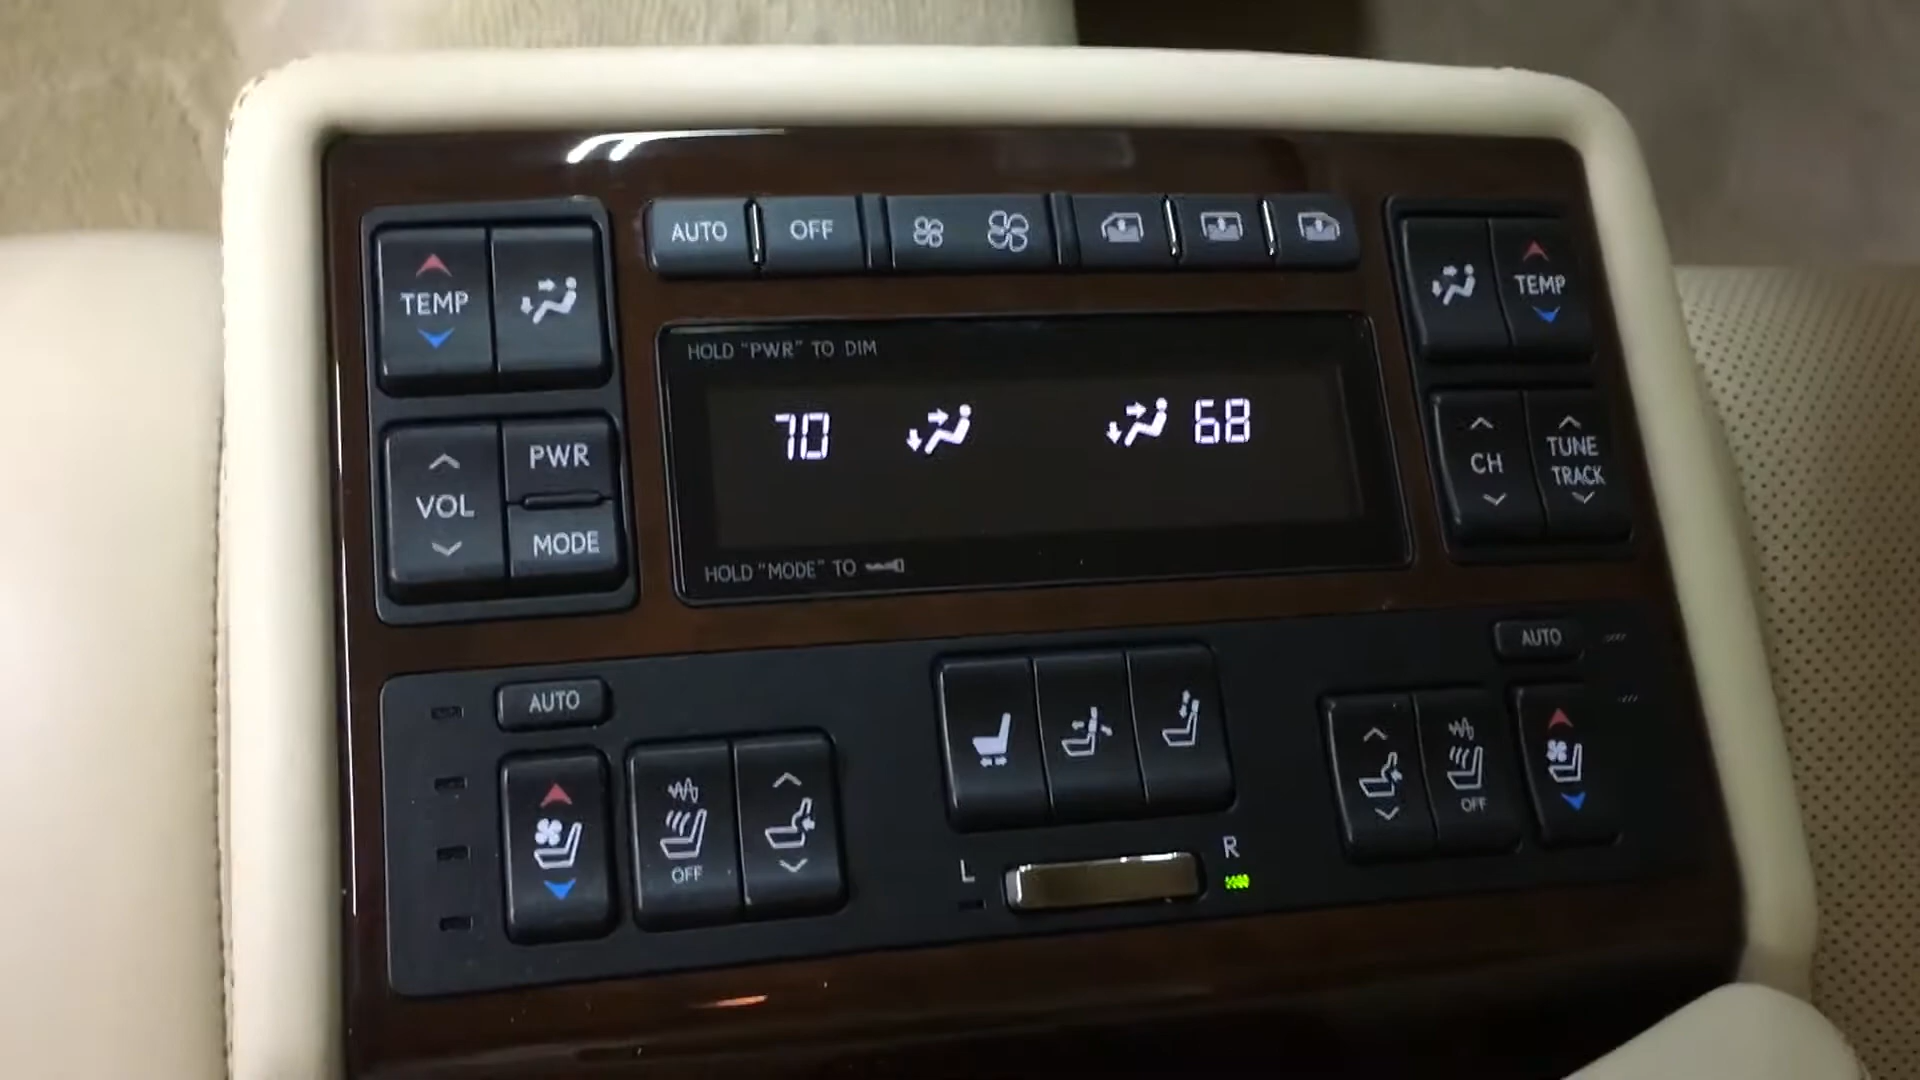 AUTO OFF
TEMP
TEMP
HOLD "PWR" TO DIM
70 68
VOL
PWR
MODE
CH
TUNE
TRACK
HOLD "MODE" TO
AUTO
AUTO
OFF
OFF
L
R